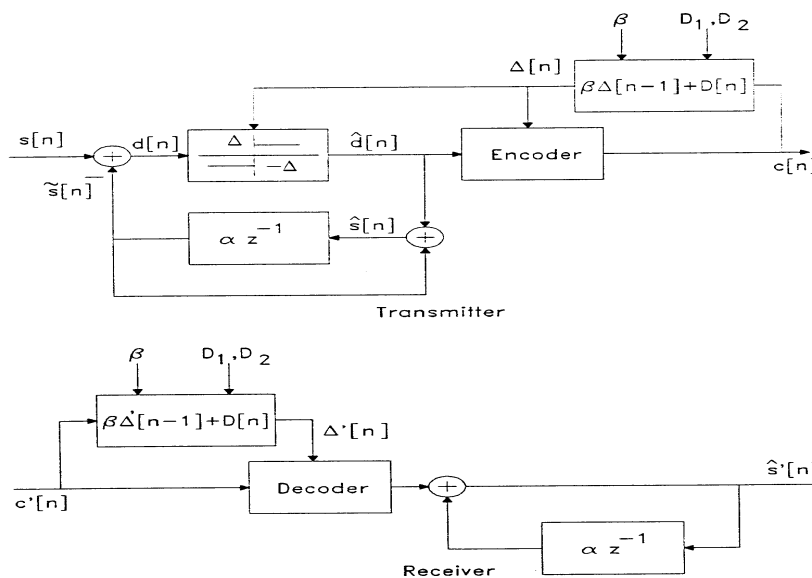 β D₁,D₂
Δ[n] βΔ[n−1]+D[n]
s[n] d[n] Δ −Δ d̂[n] Encoder c[n]
s̃[n] −
α z⁻¹ ŝ[n] +
+
Transmitter
β D₁,D₂
βΔ'[n−1]+D[n] Δ'[n]
c'[n] Decoder + ŝ'[n]
α z⁻¹
Receiver